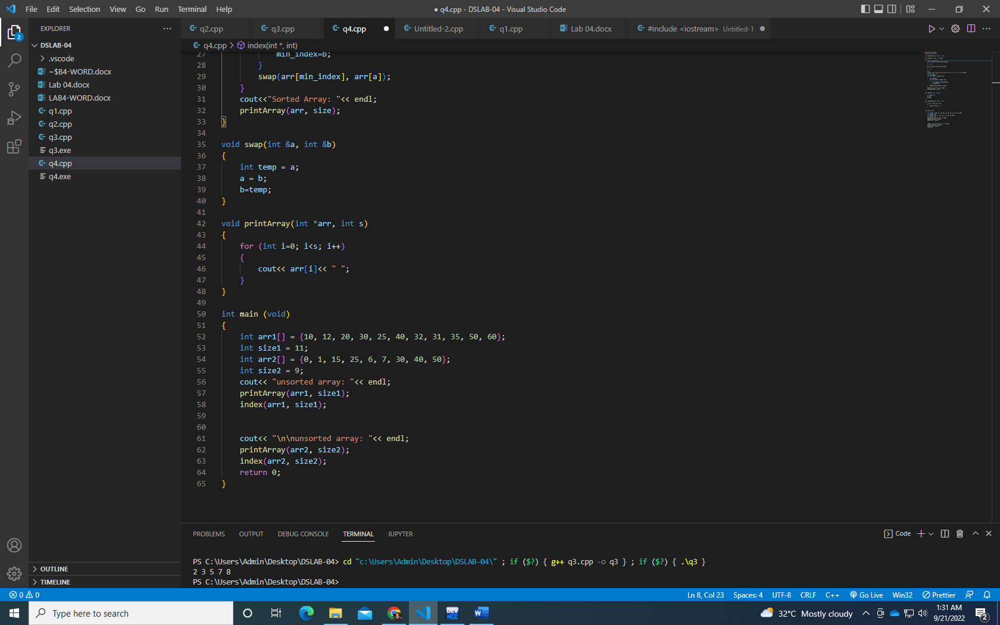 File Edit Selection View Go Run Terminal Help
● q4.cpp - DSLAB-04 - Visual Studio Code
EXPLORER
DSLAB-04
.vscode
~$B4-WORD.docx
Lab 04.docx
LAB4-WORD.docx
q1.cpp
q2.cpp
q3.cpp
q3.exe
q4.cpp
q4.exe
OUTLINE
TIMELINE
2
q2.cpp q3.cpp q4.cpp Untitled-2.cpp q1.cpp Lab 04.docx #include <iostream> Untitled-1
q4.cpp > index(int *, int)
27 min_index=b;
28 }
29 swap(arr[min_index], arr[a]);
30 }
31 cout<<"Sorted Array: "<< endl;
32 printArray(arr, size);
33 }
34
35 void swap(int &a, int &b)
36 {
37 int temp = a;
38 a = b;
39 b=temp;
40 }
41
42 void printArray(int *arr, int s)
43 {
44 for (int i=0; i<s; i++)
45 {
46 cout<< arr[i]<< " ";
47 }
48 }
49
50 int main (void)
51 {
52 int arr1[] = {10, 12, 20, 30, 25, 40, 32, 31, 35, 50, 60};
53 int size1 = 11;
54 int arr2[] = {0, 1, 15, 25, 6, 7, 30, 40, 50};
55 int size2 = 9;
56 cout<< "unsorted array: "<< endl;
57 printArray(arr1, size1);
58 index(arr1, size1);
59
60
61 cout<< "\n\nunsorted array: "<< endl;
62 printArray(arr2, size2);
63 index(arr2, size2);
64 return 0;
65 }
PROBLEMS OUTPUT DEBUG CONSOLE TERMINAL JUPYTER
Code
PS C:\Users\Admin\Desktop\DSLAB-04> cd "c:\Users\Admin\Desktop\DSLAB-04\" ; if ($?) { g++ q3.cpp -o q3 } ; if ($?) { .\q3 }
2 3 5 7 8
PS C:\Users\Admin\Desktop\DSLAB-04>
0 0
Ln 8, Col 23 Spaces: 4 UTF-8 CRLF C++ Go Live Win32 Prettier
Type here to search
DEV
W
32°C Mostly cloudy
1:31 AM
9/21/2022
2